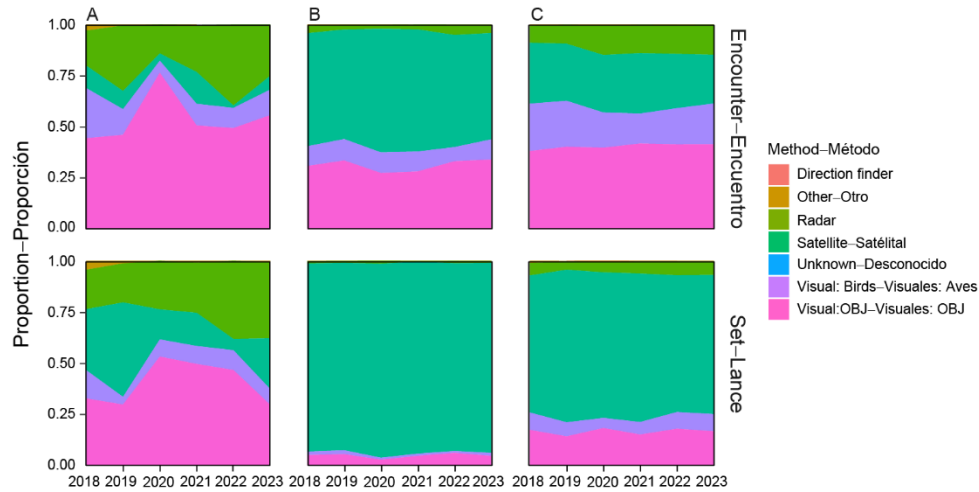 A
B
C
1.00
0.75
0.50
0.25
0.00
Encounter–Encuentro
1.00
0.75
0.50
0.25
0.00
Set–Lance
Proportion–Proporción
2018 2019 2020 2021 2022 2023
2018 2019 2020 2021 2022 2023
2018 2019 2020 2021 2022 2023
Method–Método
Direction finder
Other–Otro
Radar
Satellite–Satélital
Unknown–Desconocido
Visual: Birds–Visuales: Aves
Visual:OBJ–Visuales: OBJ